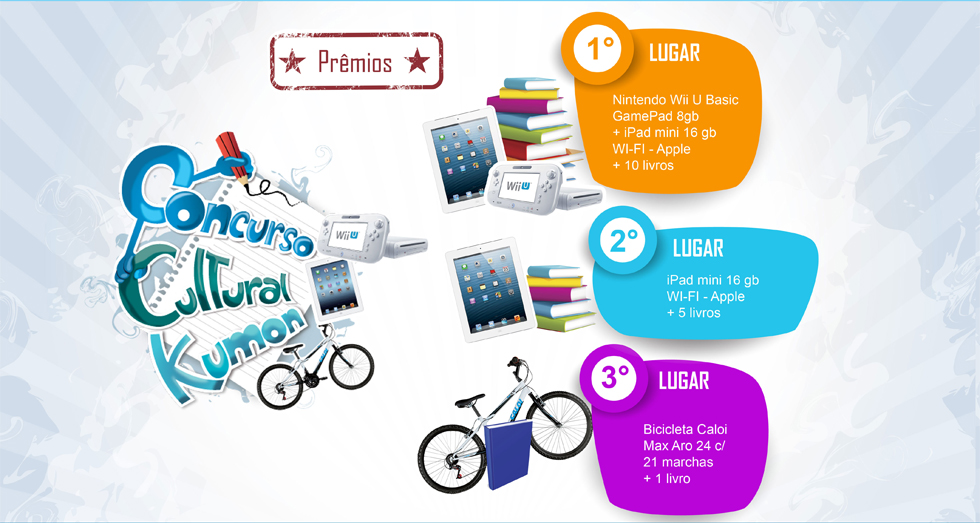 Prêmios
Concurso
Cultural
Kumon
Wii U
Wii U
1°
LUGAR
Nintendo Wii U Basic
GamePad 8gb
+ iPad mini 16 gb
WI-FI - Apple
+ 10 livros
2°
LUGAR
iPad mini 16 gb
WI-FI - Apple
+ 5 livros
3°
LUGAR
Bicicleta Caloi
Max Aro 24 c/
21 marchas
+ 1 livro